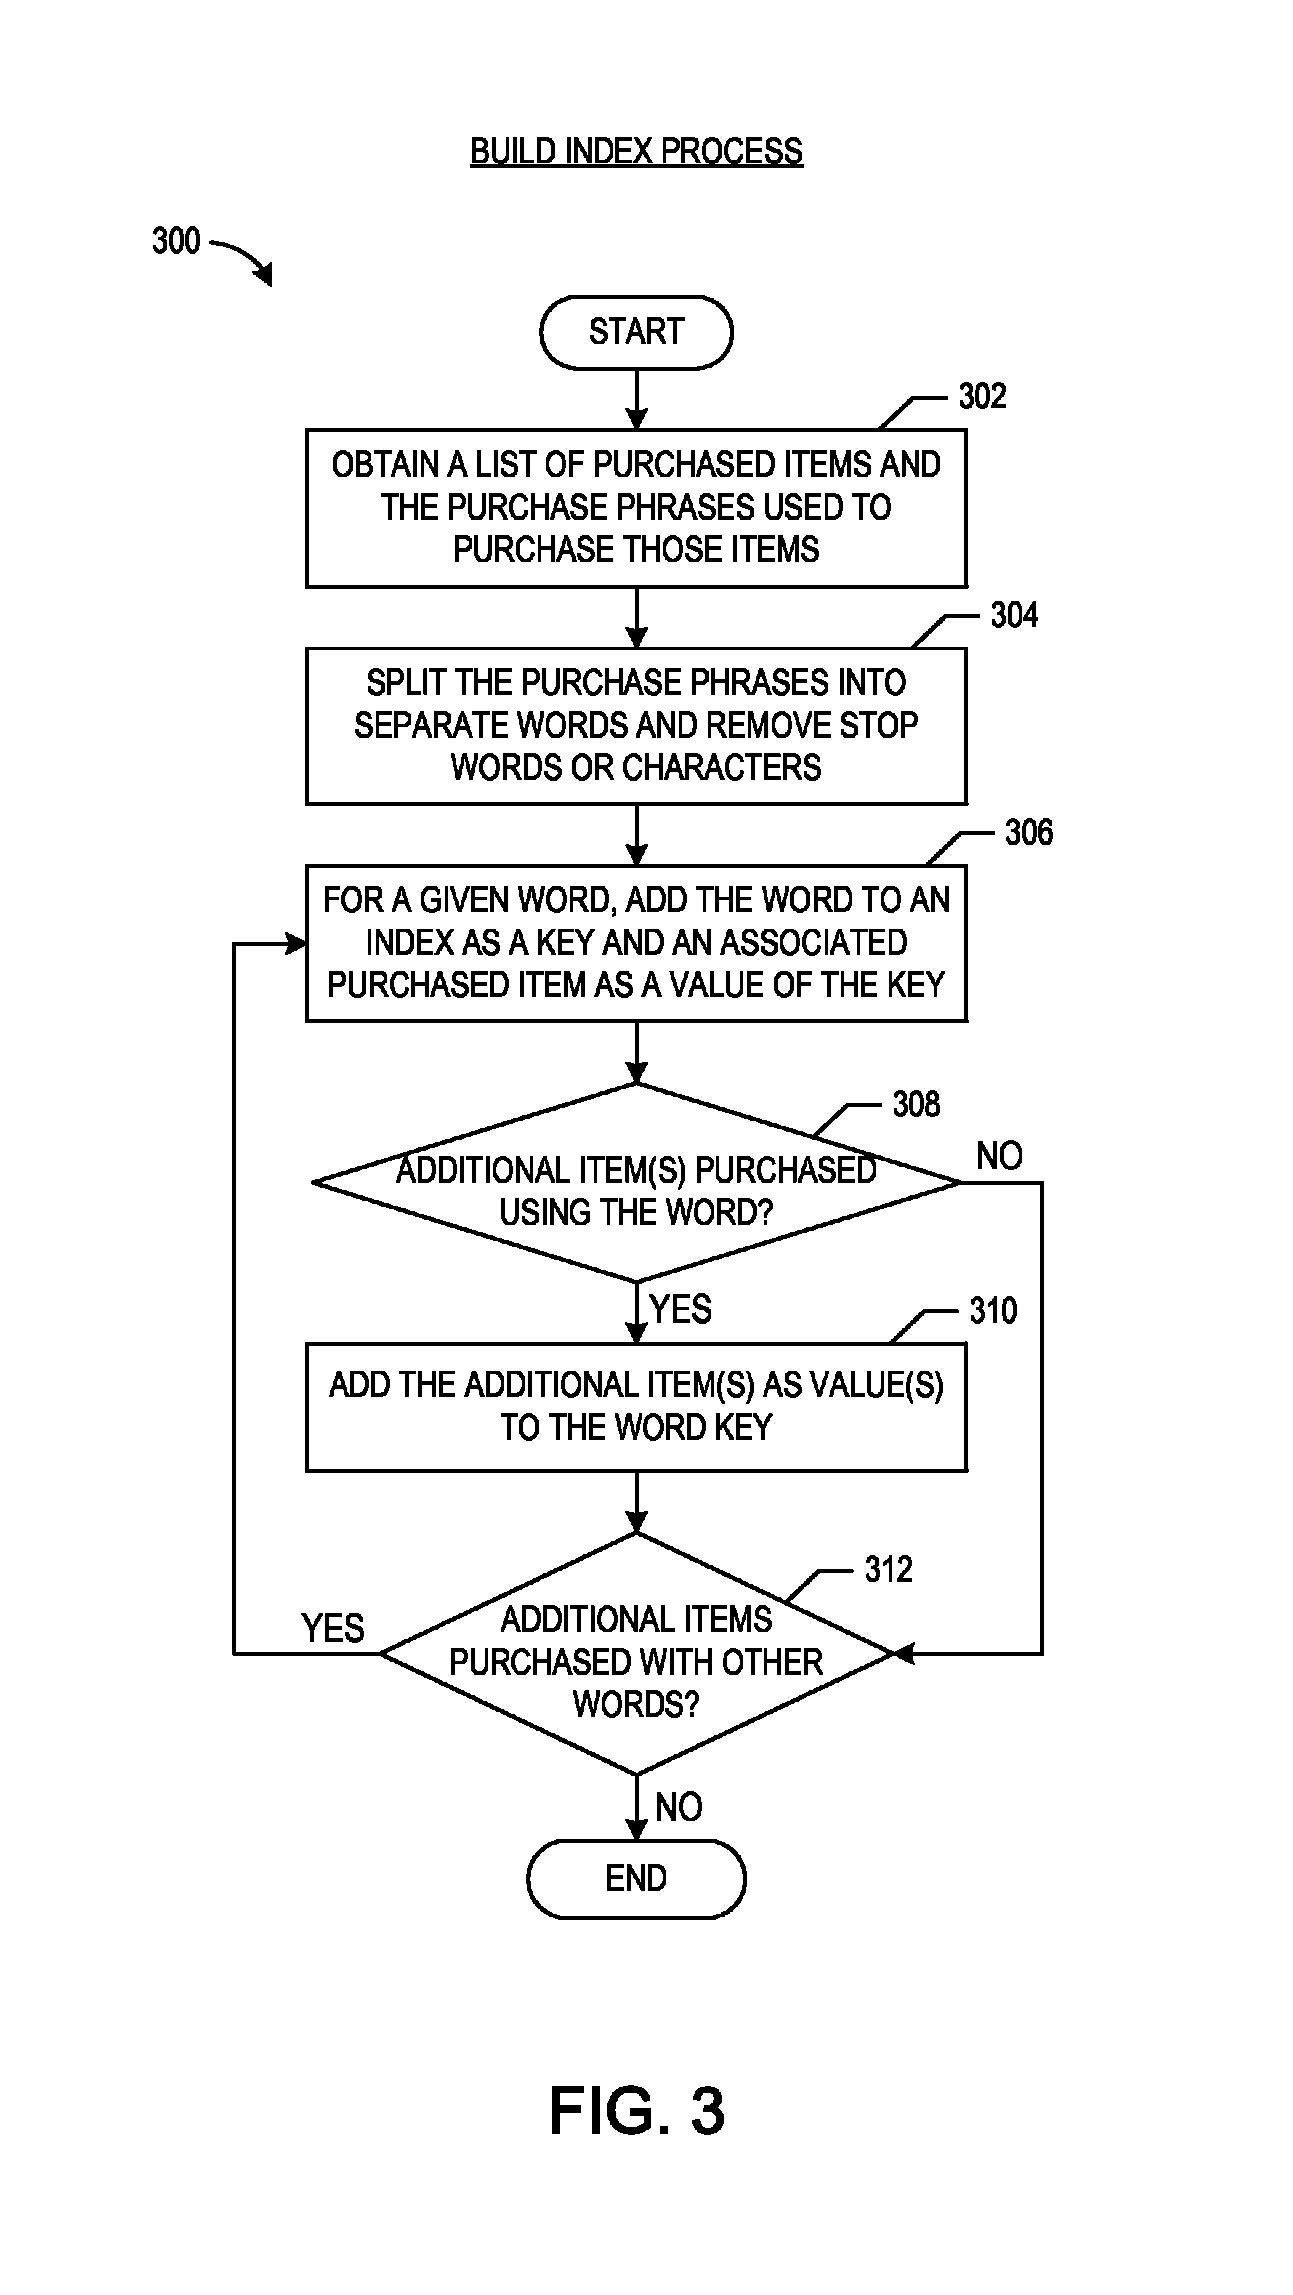 BUILD INDEX PROCESS
300
START
302
OBTAIN A LIST OF PURCHASED ITEMS AND
THE PURCHASE PHRASES USED TO
PURCHASE THOSE ITEMS
304
SPLIT THE PURCHASE PHRASES INTO
SEPARATE WORDS AND REMOVE STOP
WORDS OR CHARACTERS
306
FOR A GIVEN WORD, ADD THE WORD TO AN
INDEX AS A KEY AND AN ASSOCIATED
PURCHASED ITEM AS A VALUE OF THE KEY
308
NO
ADDITIONAL ITEM(S) PURCHASED
USING THE WORD?
YES
310
ADD THE ADDITIONAL ITEM(S) AS VALUE(S)
TO THE WORD KEY
312
YES
ADDITIONAL ITEMS
PURCHASED WITH OTHER
WORDS?
NO
END
FIG. 3